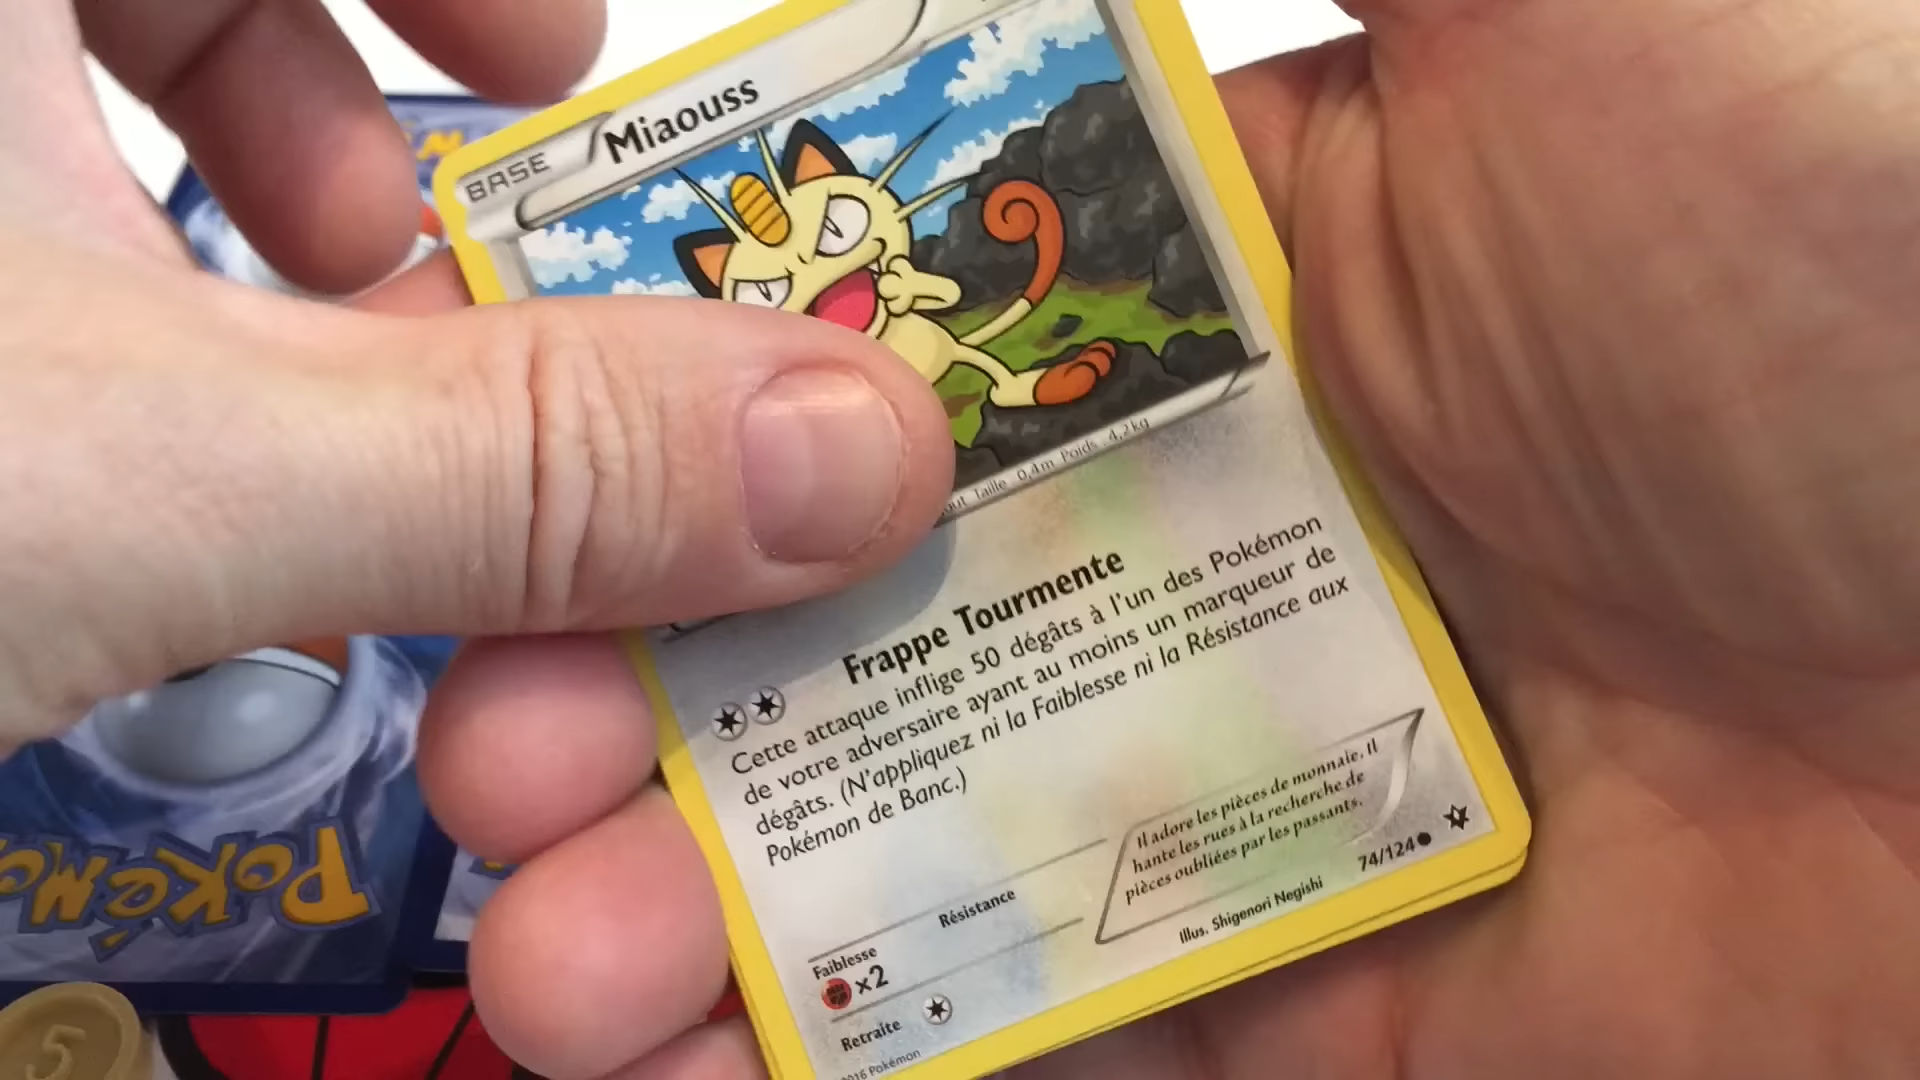 BASE
Miaouss
Taille 0,4m Poids : 4,2kg
Frappe Tourmente
Cette attaque inflige 50 dégâts à l'un des Pokémon
de votre adversaire ayant au moins un marqueur de
dégâts. (N'appliquez ni la Faiblesse ni la Résistance aux
Pokémon de Banc.)
Il adore les pièces de monnaie. Il
hante les rues à la recherche de
pièces oubliées par les passants.
Faiblesse
×2
Résistance
Illus. Shigenori Negishi
74/124
Retraite
Pokémon
POKéMO
5